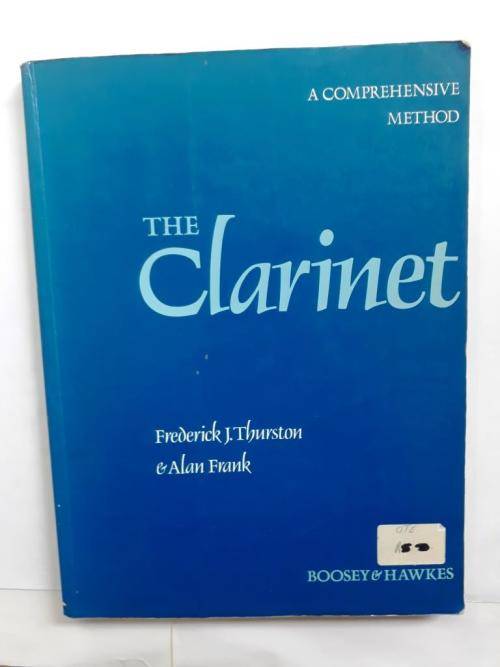 A COMPREHENSIVE
METHOD
THE
Clarinet
Frederick J. Thurston
& Alan Frank
BOOSEY & HAWKES